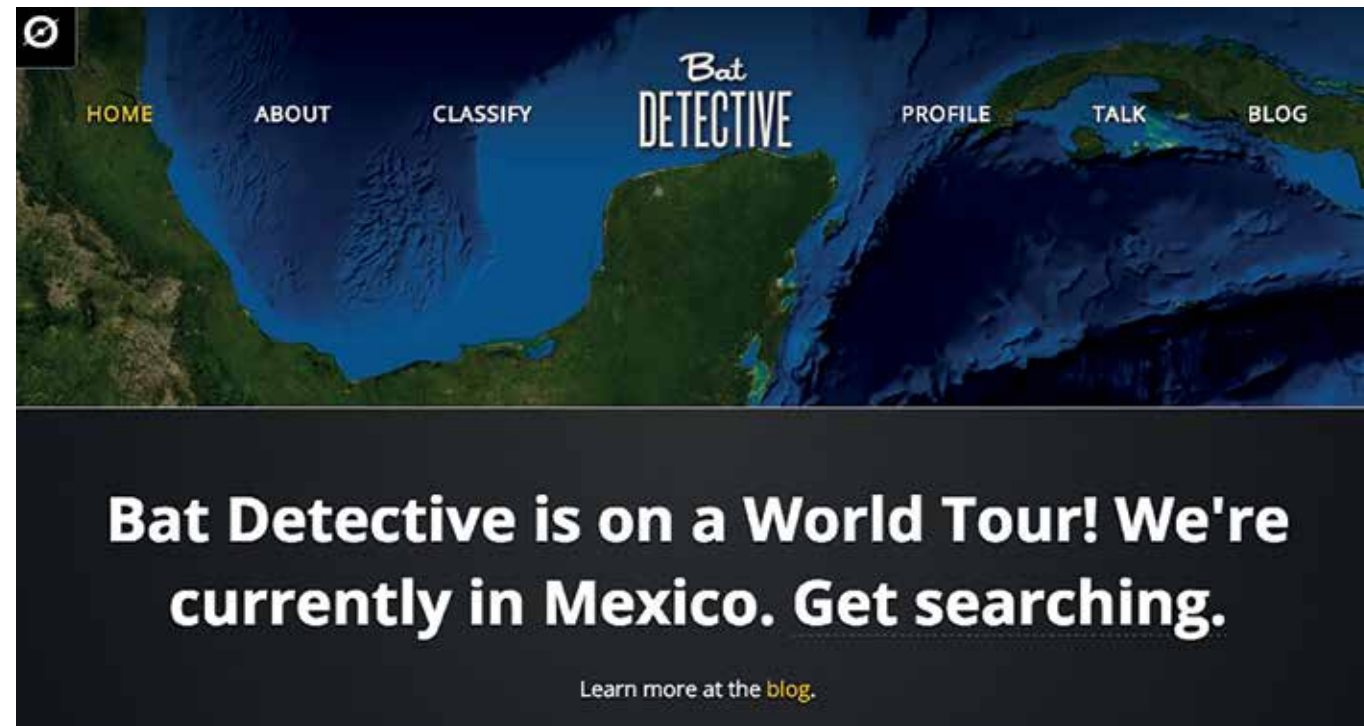 HOME ABOUT CLASSIFY Bat DETECTIVE PROFILE TALK BLOG
Bat Detective is on a World Tour! We're
currently in Mexico. Get searching.
Learn more at the blog.